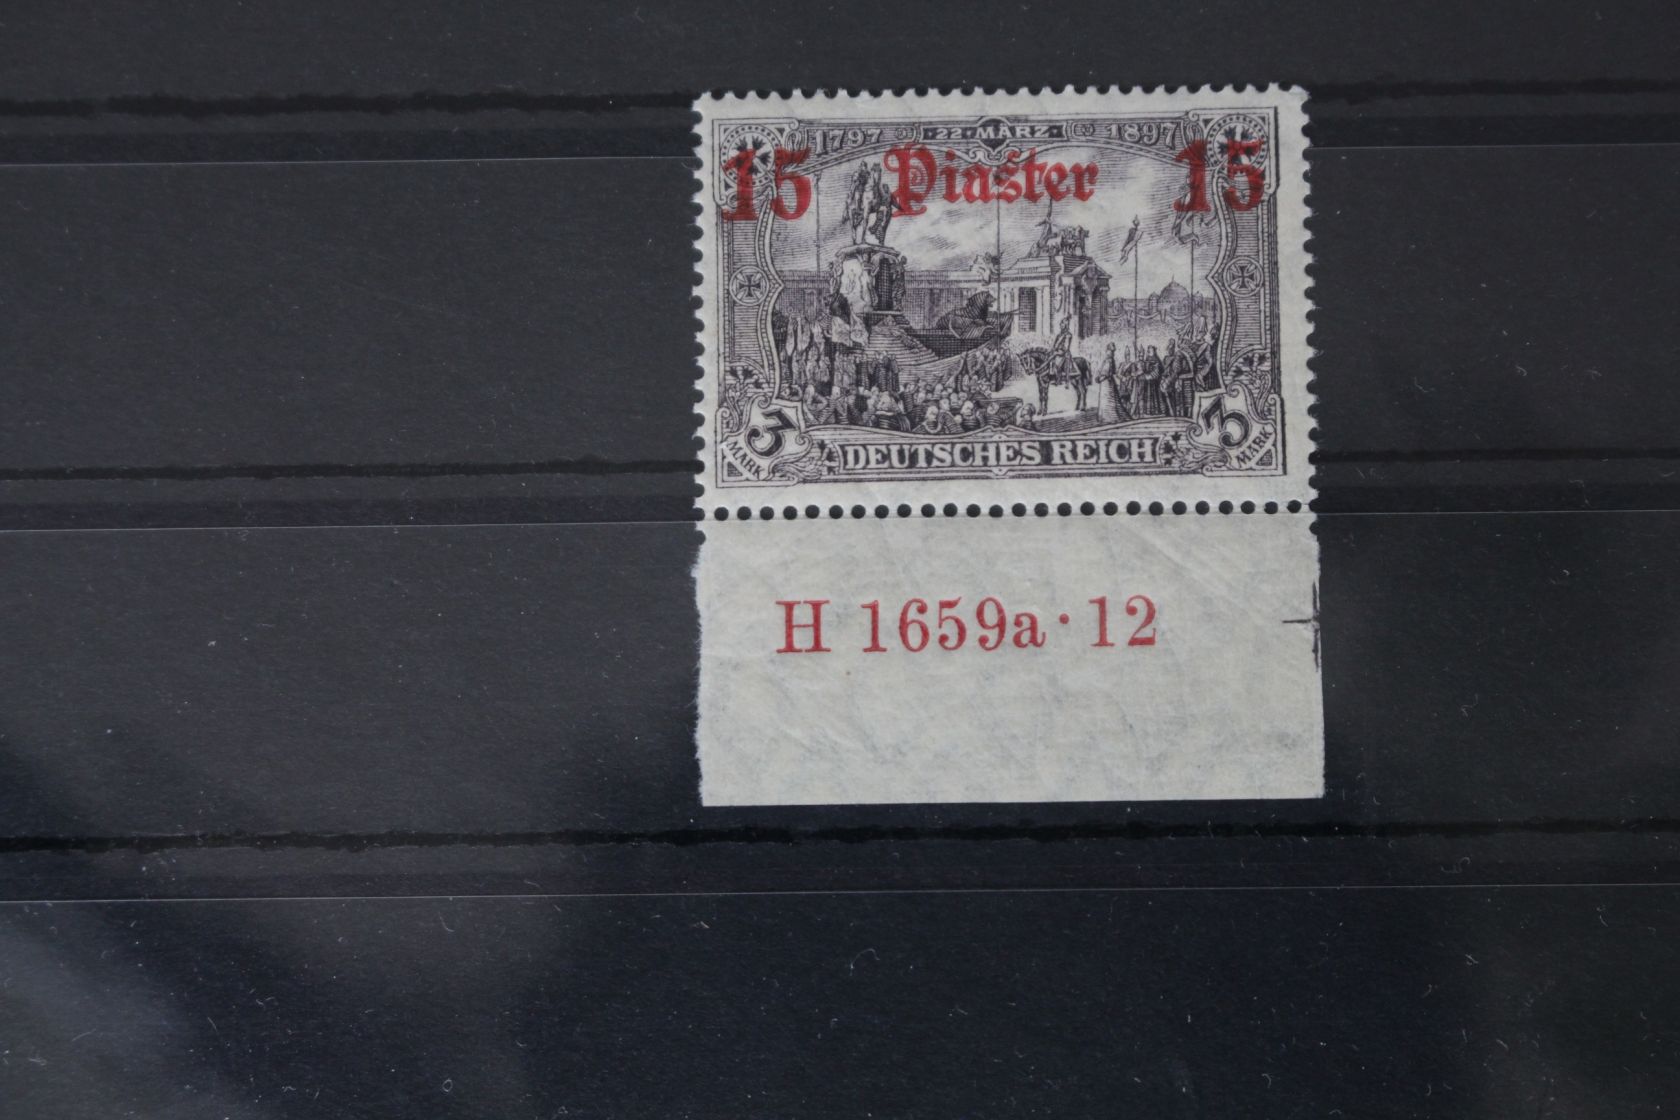 1797 22·MÄRZ· 1897
15 Piaster 15
3 MARK DEUTSCHES REICH 3 MARK
H 1659a·12